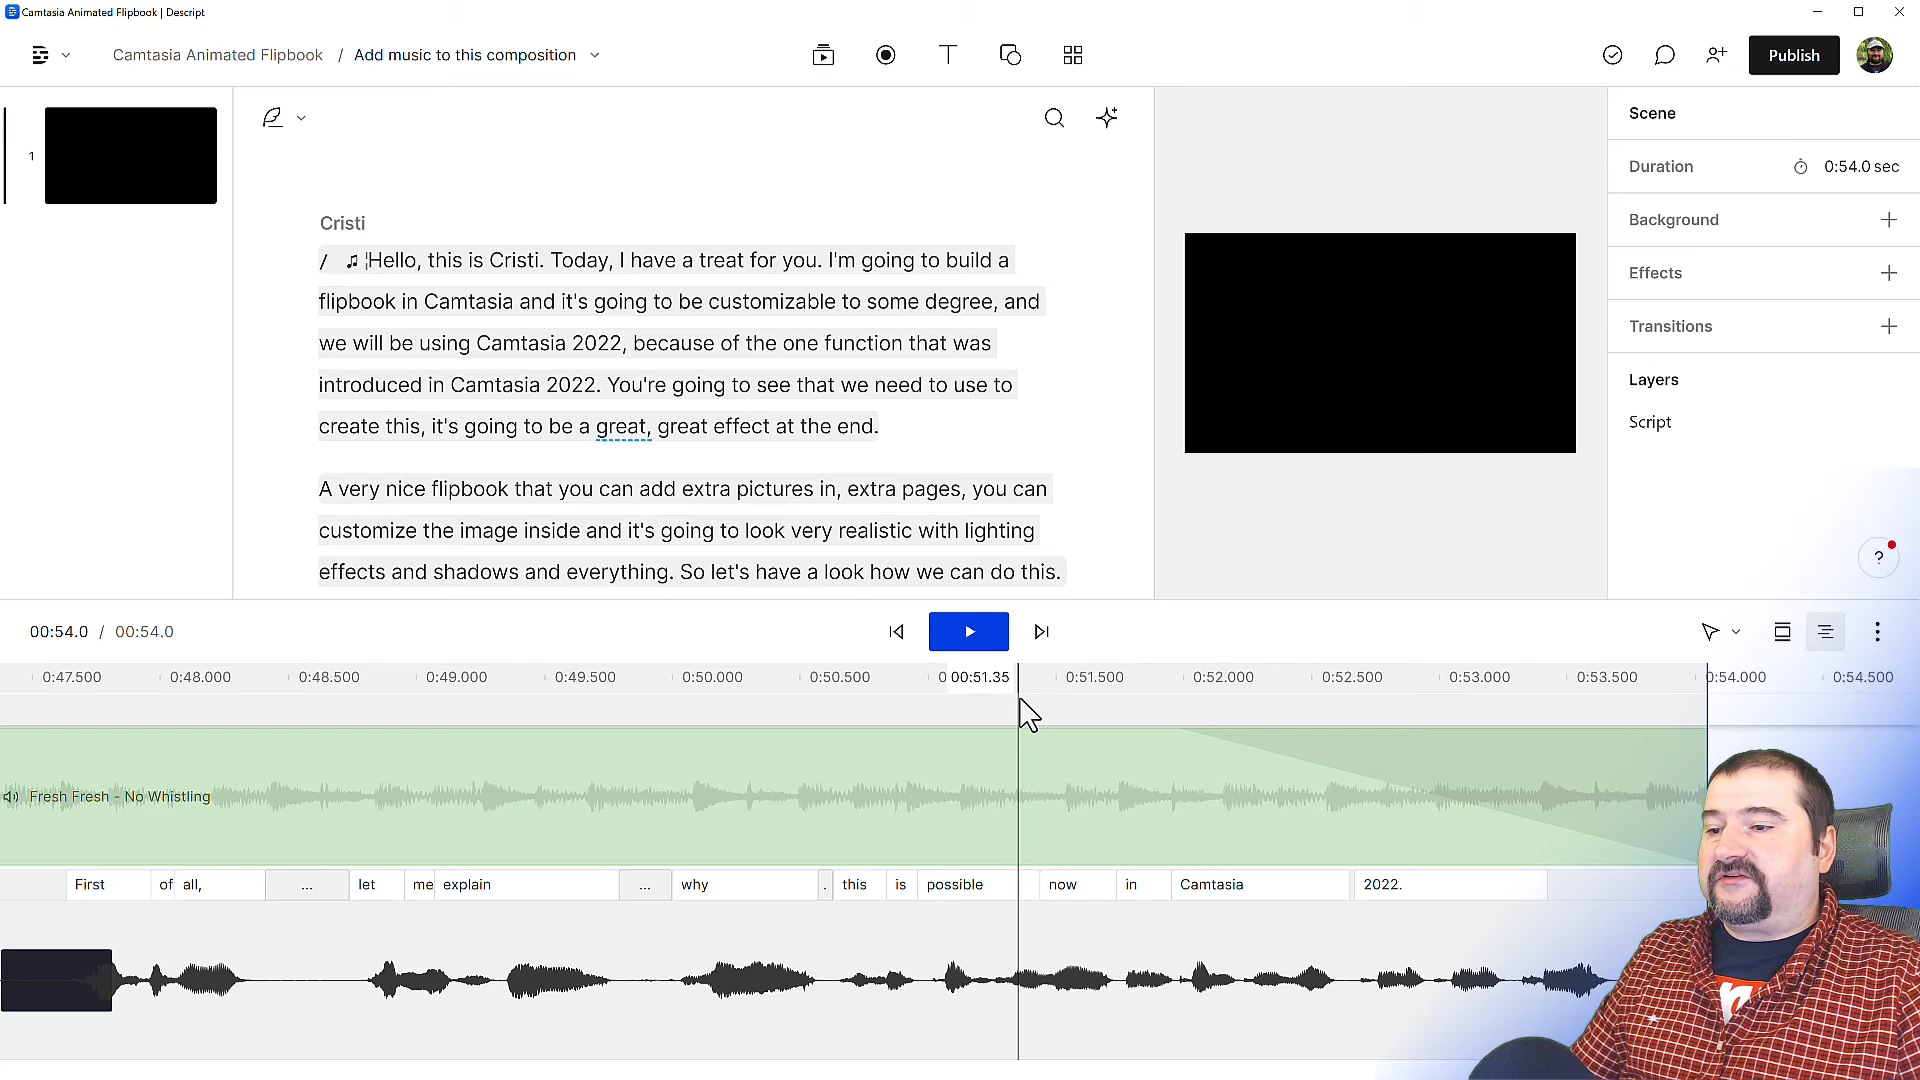 Camtasia Animated Flipbook | Descript
Camtasia Animated Flipbook / Add music to this composition
Publish
1
Cristi
/ ♫ Hello, this is Cristi. Today, I have a treat for you. I'm going to build a
flipbook in Camtasia and it's going to be customizable to some degree, and
we will be using Camtasia 2022, because of the one function that was
introduced in Camtasia 2022. You're going to see that we need to use to
create this, it's going to be a great, great effect at the end.
A very nice flipbook that you can add extra pictures in, extra pages, you can
customize the image inside and it's going to look very realistic with lighting
effects and shadows and everything. So let's have a look how we can do this.
Scene
Duration 0:54.0 sec
Background
Effects
Transitions
Layers
Script
?
00:54.0 / 00:54.0
0:47.500 0:48.000 0:48.500 0:49.000 0:49.500 0:50.000 0:50.500 0 00:51.35 0:51.500 0:52.000 0:52.500 0:53.000 0:53.500 0:54.000 0:54.500
Fresh Fresh - No Whistling
First of all, ... let me explain ... why . this is possible now in Camtasia 2022.